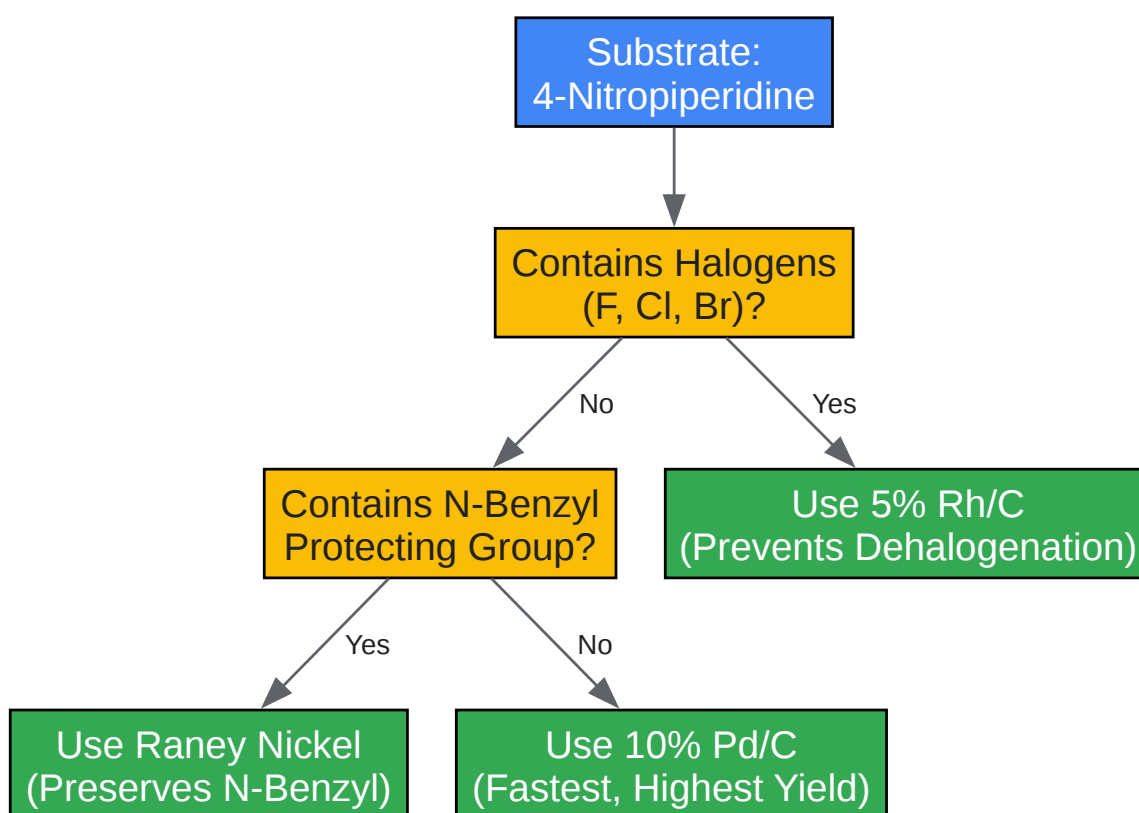 Substrate:
4-Nitropiperidine
Contains Halogens
(F, Cl, Br)?
No
Yes
Contains N-Benzyl
Protecting Group?
Use 5% Rh/C
(Prevents Dehalogenation)
Yes
No
Use Raney Nickel
(Preserves N-Benzyl)
Use 10% Pd/C
(Fastest, Highest Yield)